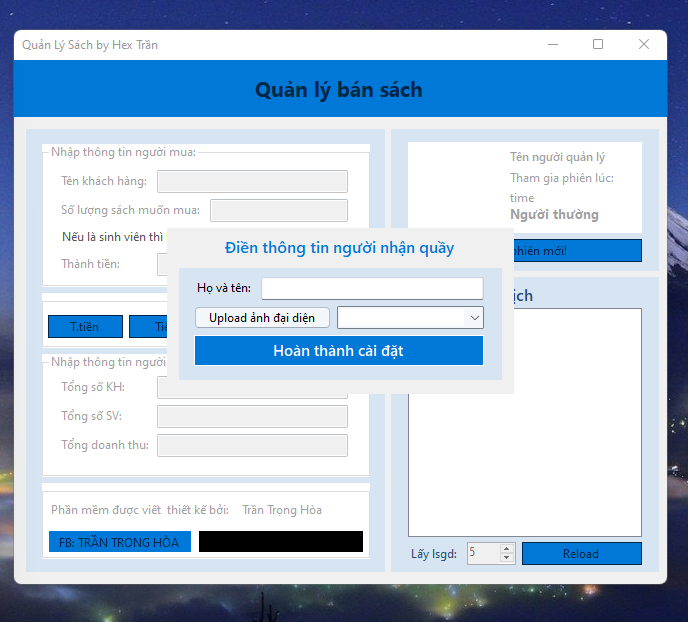 Quản Lý Sách by Hex Trần
Quản lý bán sách
Nhập thông tin người mua:
Tên khách hàng:
Số lượng sách muốn mua:
Nếu là sinh viên thì
Thành tiền:
T.tiền
Nhập thông tin người
Tổng số KH:
Tổng số SV:
Tổng doanh thu:
Phần mềm được viết thiết kế bởi: Trần Trọng Hòa
FB: TRẦN TRỌNG HÒA
Điền thông tin người nhận quầy
Họ và tên:
Upload ảnh đại diện
Hoàn thành cài đặt
Tên người quản lý
Tham gia phiên lúc:
time
Người thường
phiên mới!
ịch
Lấy lsgd: 5
Reload